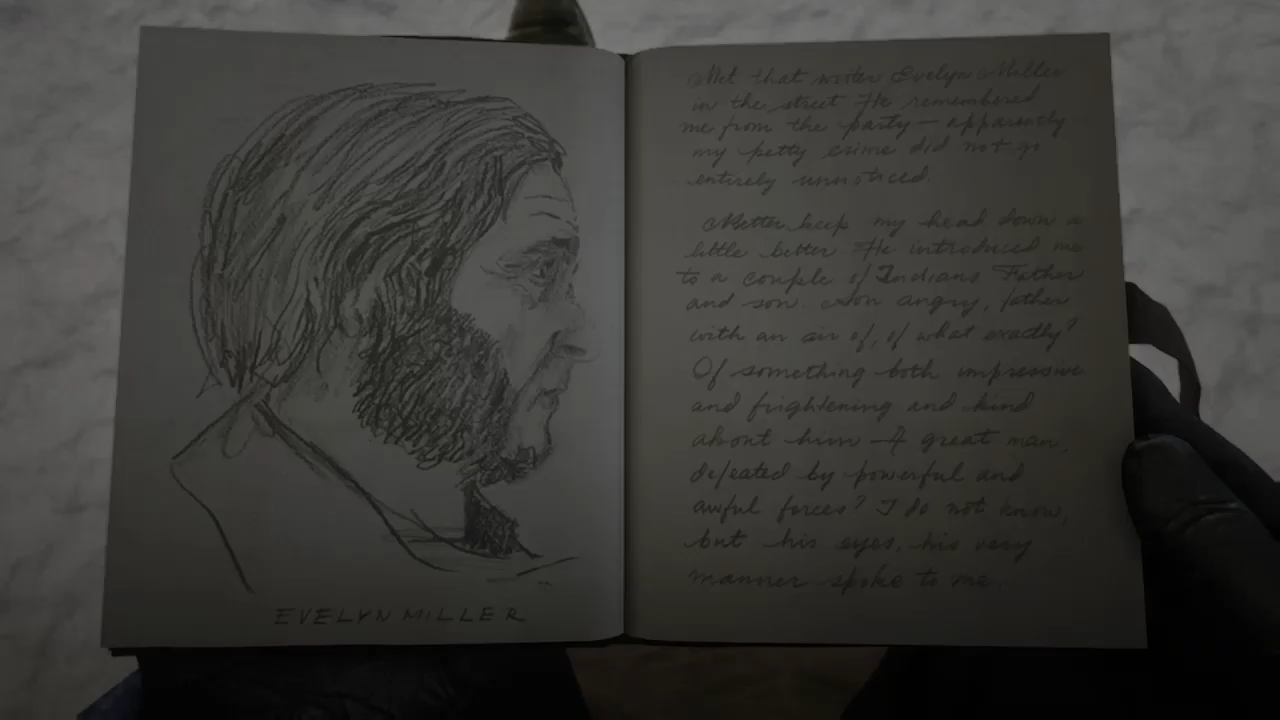 EVELYN MILLER
Met that writer Evelyn Miller
in the street He remembered
me from the party — apparently
my petty crime did not go
entirely unnoticed.
Better keep my head down a
little better He introduced me
to a couple of Indians Father
and son. Son angry, father
with an air of, of what exactly?
Of something both impressive
and frightening and kind
about him - A great man,
defeated by powerful and
awful forces? I do not know,
but his eyes, his very
manner spoke to me.